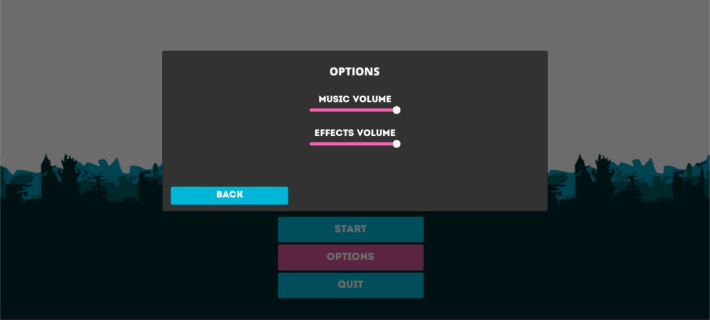 OPTIONS
MUSIC VOLUME
EFFECTS VOLUME
BACK
START
OPTIONS
QUIT